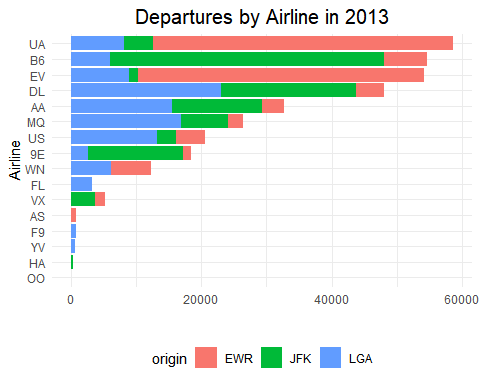 Departures by Airline in 2013
Airline
UA
B6
EV
DL
AA
MQ
US
9E
WN
FL
VX
AS
F9
YV
HA
OO
0 20000 40000 60000
origin EWR JFK LGA